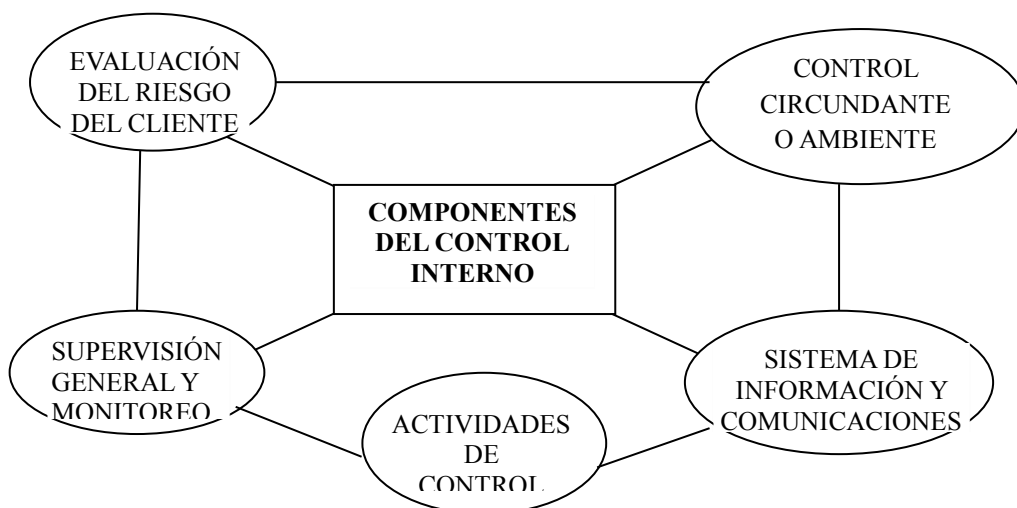 EVALUACIÓN
DEL RIESGO
DEL CLIENTE
CONTROL
CIRCUNDANTE
O AMBIENTE
COMPONENTES
DEL CONTROL
INTERNO
SUPERVISIÓN
GENERAL Y
MONITOREO
ACTIVIDADES
DE
CONTROL
SISTEMA DE
INFORMACIÓN Y
COMUNICACIONES